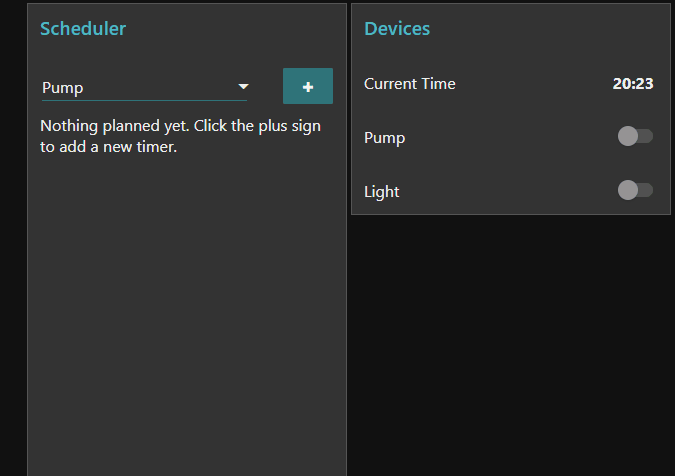 Scheduler
Pump
+
Nothing planned yet. Click the plus sign
to add a new timer.
Devices
Current Time 20:23
Pump
Light